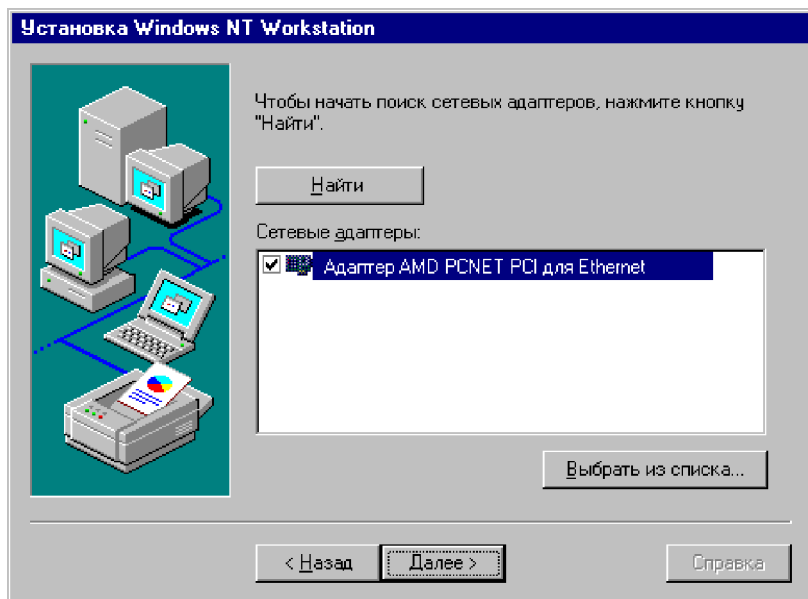 Установка Windows NT Workstation
Чтобы начать поиск сетевых адаптеров, нажмите кнопку
"Найти".
Найти
Сетевые адаптеры:
Адаптер AMD PCNET PCI для Ethernet
Выбрать из списка...
< Назад
Далее >
Справка